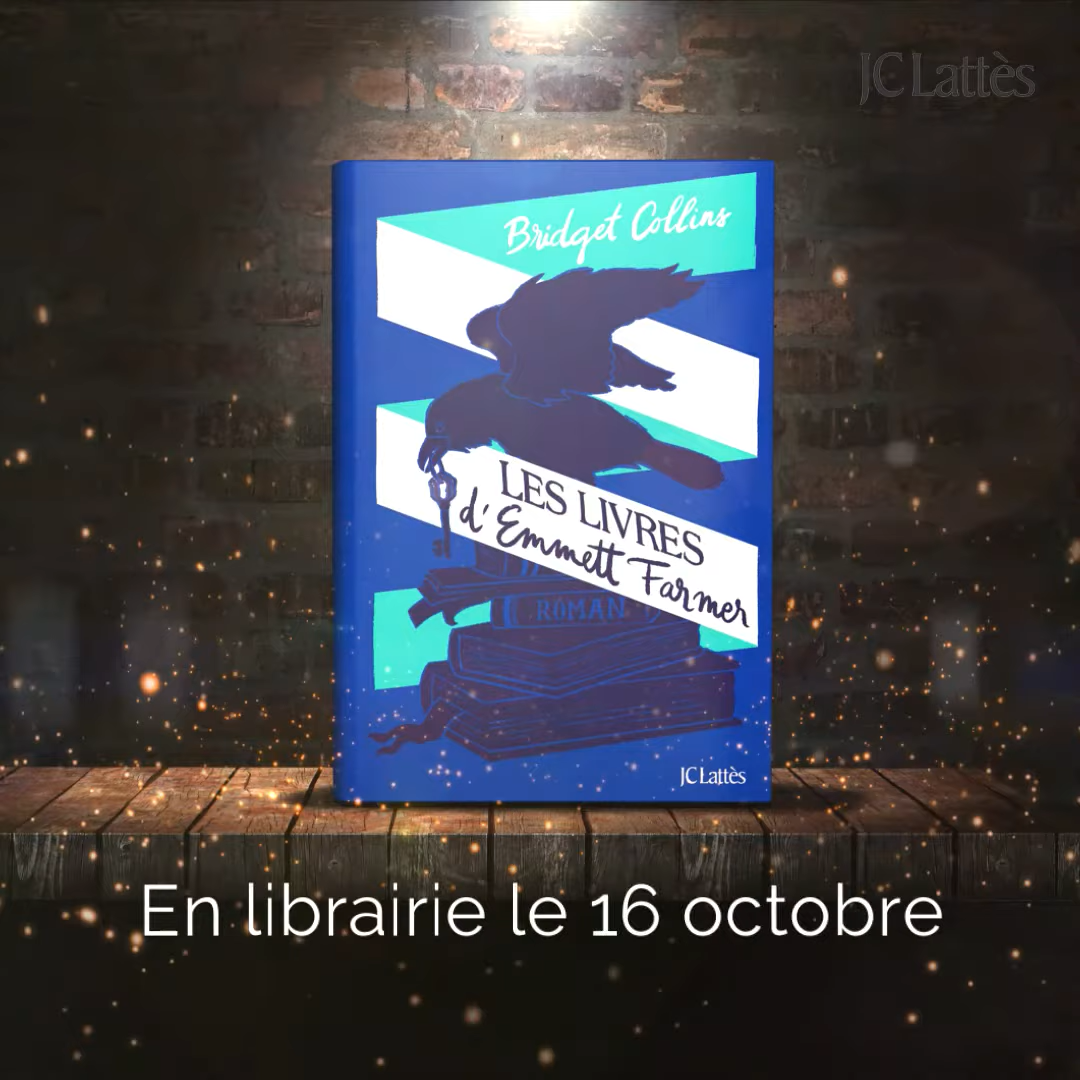 JC Lattès
Bridget Collins
LES LIVRES
d'Emmett Farmer
ROMAN
JC Lattès
En librairie le 16 octobre